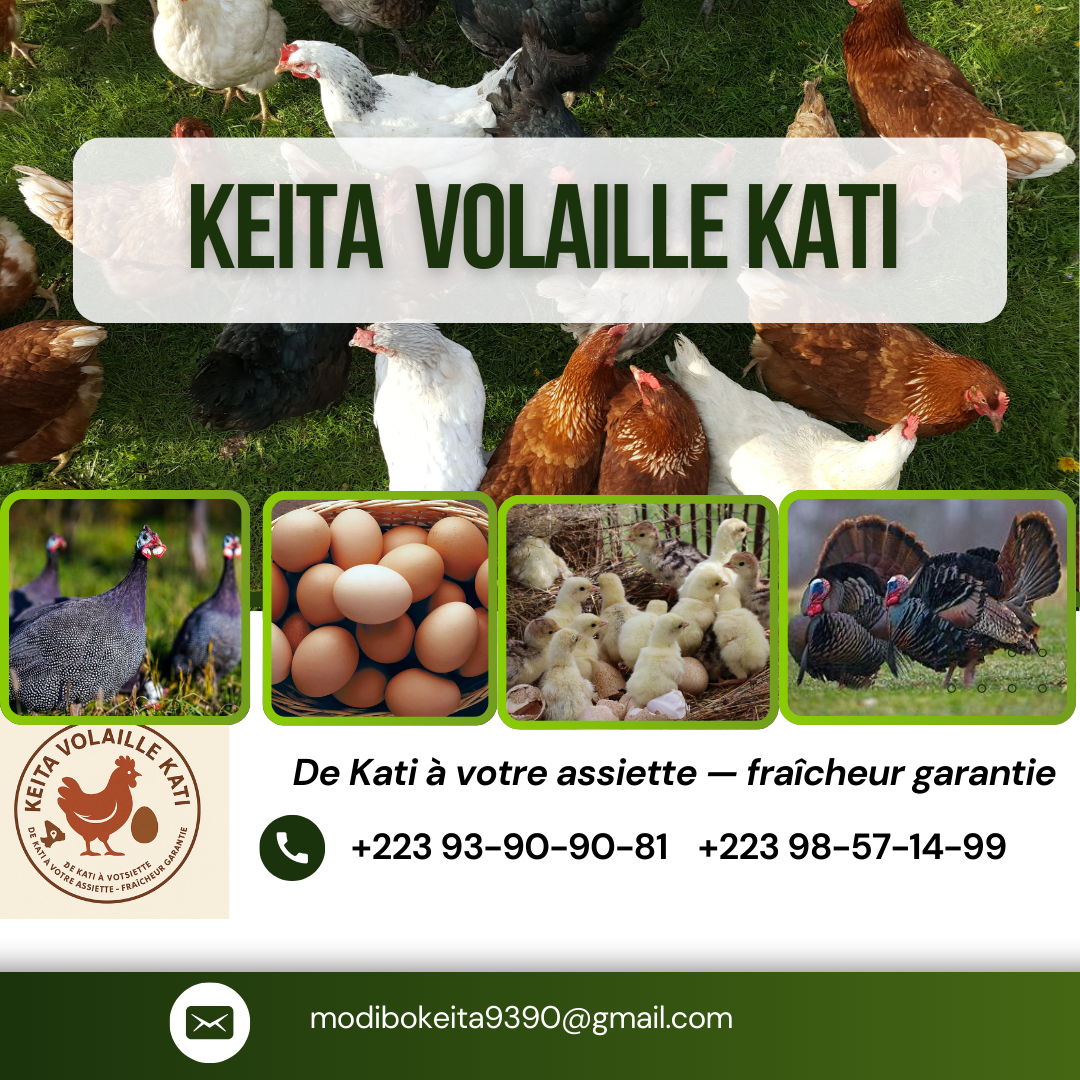 KEITA VOLAILLE KATI
KEITA VOLAILLE KATI
DE KATI À VOTSIETTE
DE KATI À VOTRE ASSIETTE - FRAÎCHEUR GARANTIE
De Kati à votre assiette — fraîcheur garantie
+223 93-90-90-81 +223 98-57-14-99
modibokeita9390@gmail.com